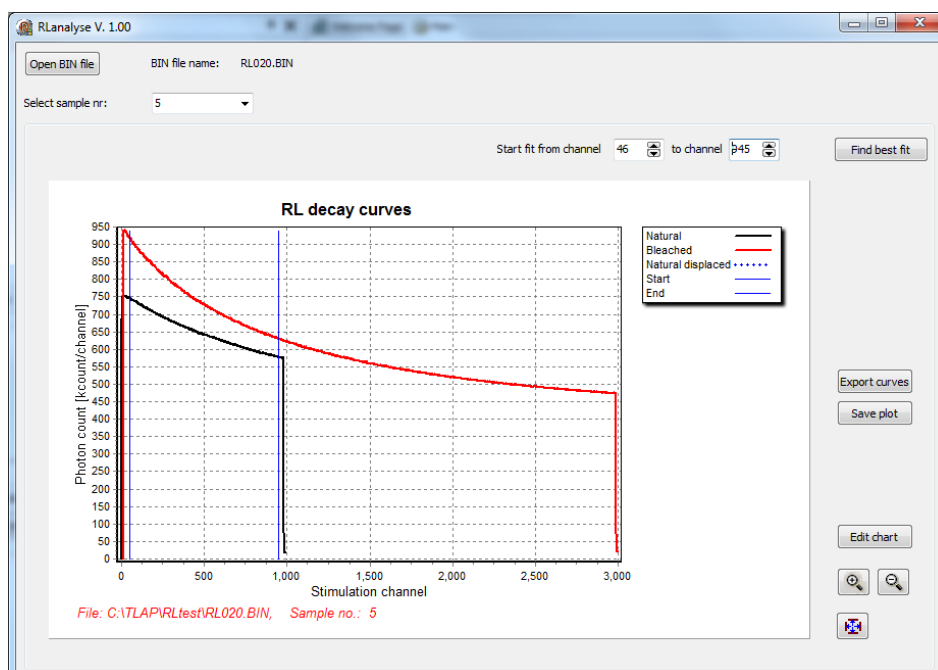 RLanalyse V. 1.00
Open BIN file BIN file name: RL020.BIN
Select sample nr: 5
Start fit from channel 46 to channel 945 Find best fit
RL decay curves
950
900
850
800
750
700
650
600
550
500
450
400
350
300
250
200
150
100
50
0
Photon count [kcount/channel]
Natural
Bleached
Natural displaced
Start
End
Export curves
Save plot
Edit chart
0 500 1,000 1,500 2,000 2,500 3,000
Stimulation channel
File: C:\TLAP\RLtest\RL020.BIN, Sample no.: 5